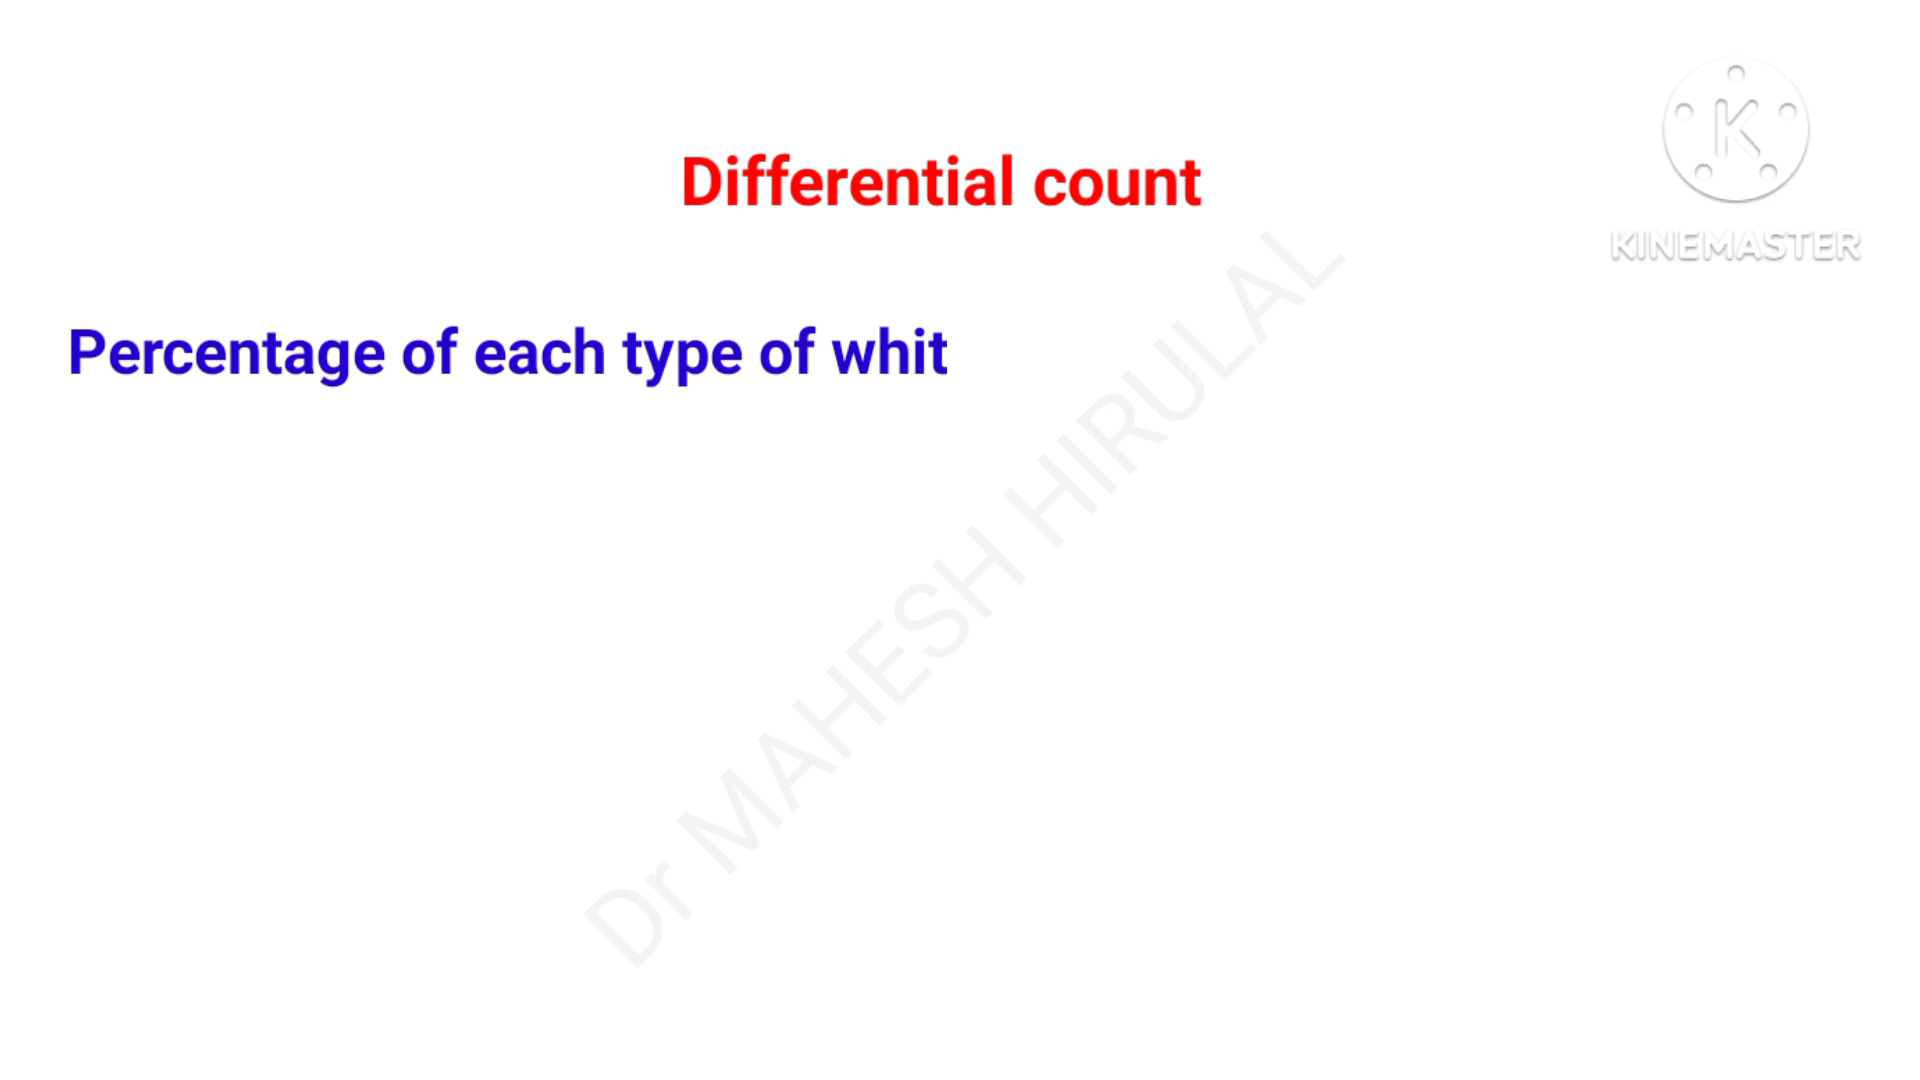 Differential count
KINEMASTER
Percentage of each type of whit
Dr MAHESH HIRULAL